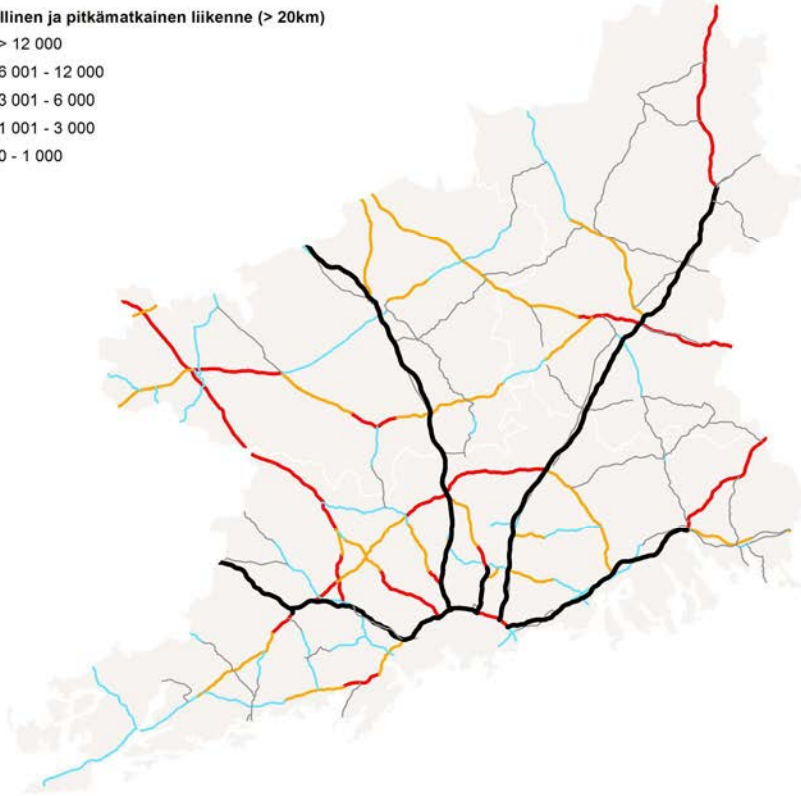 llinen ja pitkämatkainen liikenne (> 20km)
> 12 000
6 001 - 12 000
3 001 - 6 000
1 001 - 3 000
0 - 1 000